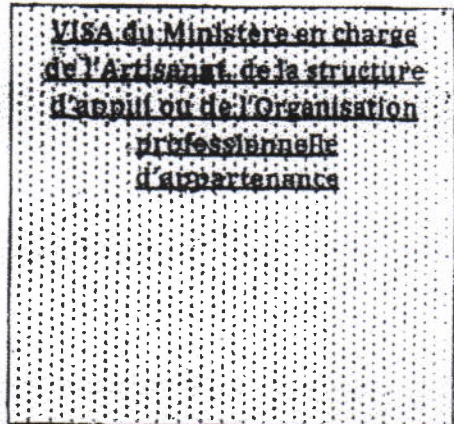 VISA du Ministère en charge
de l'Artisanat, de la structure
d'appui ou de l'Organisation
professionnelle
d'appartenance